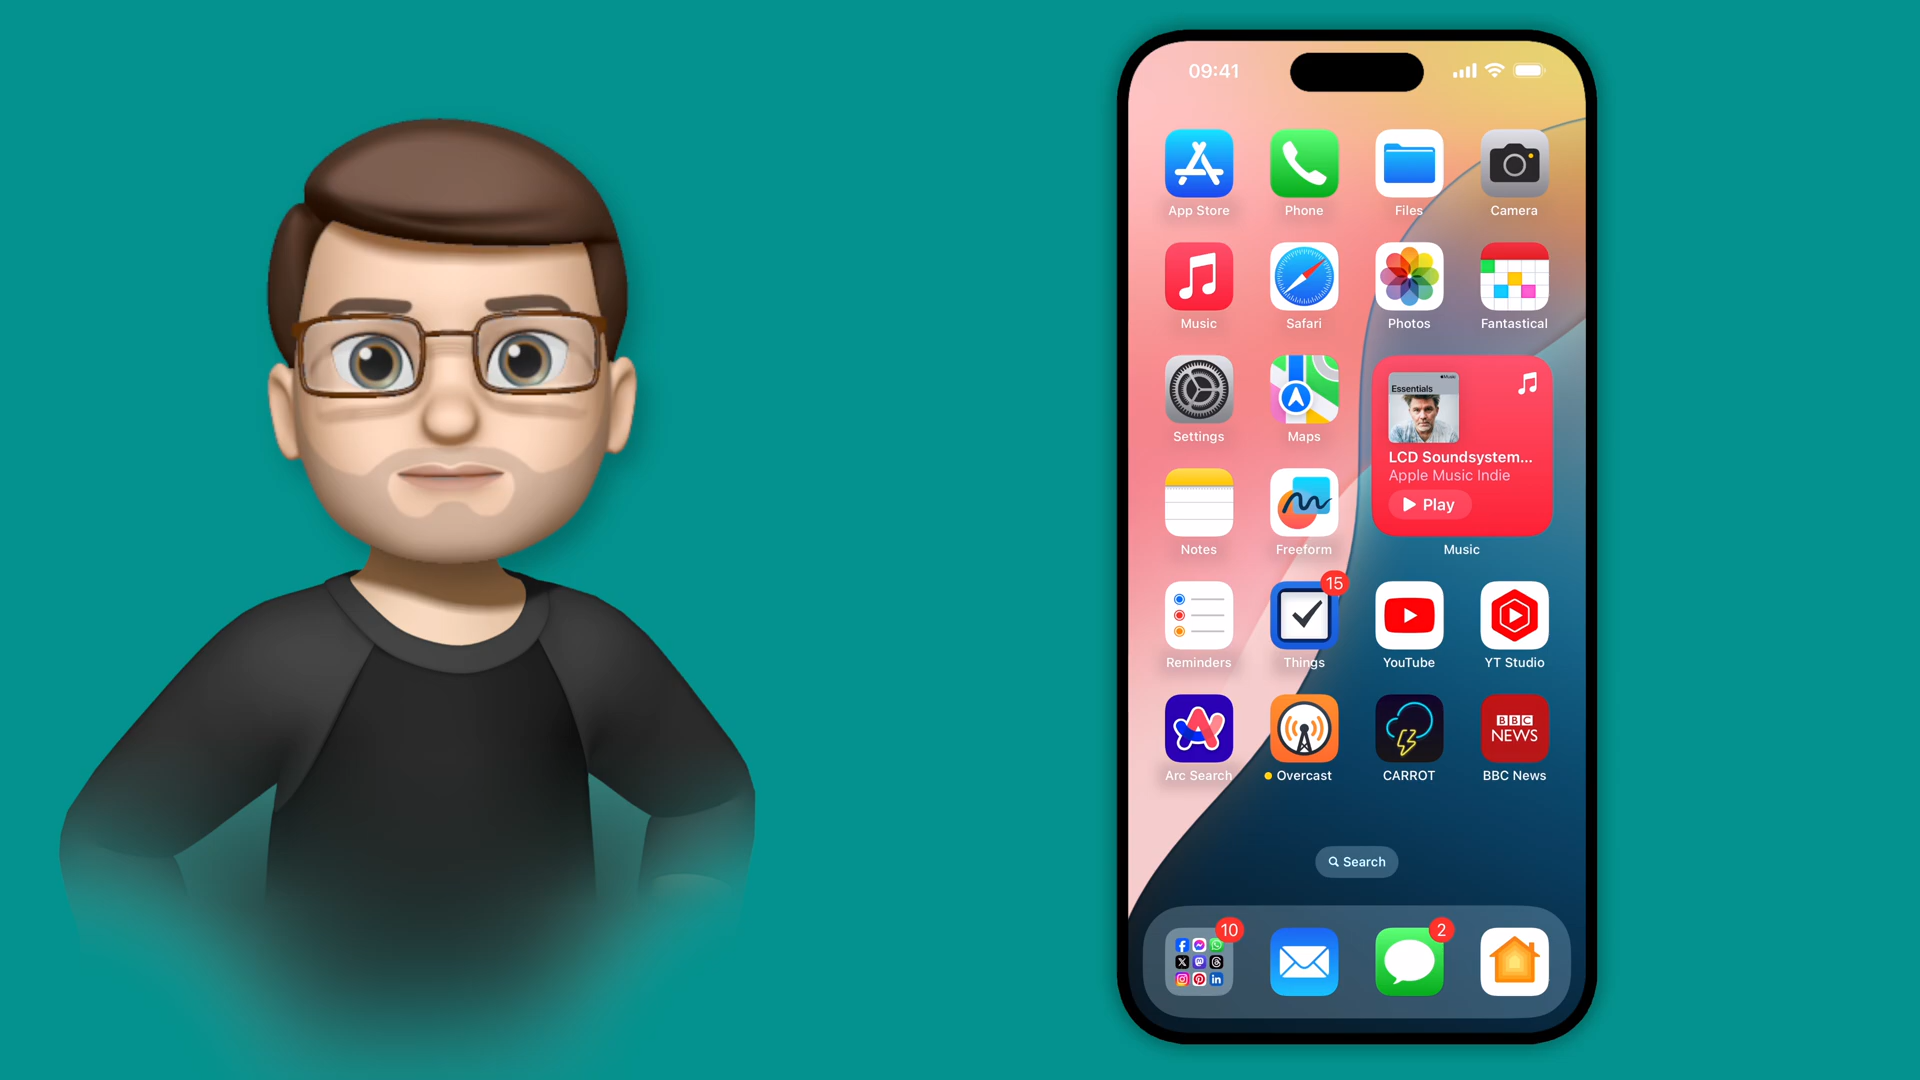 09:41
App Store
Phone
Files
Camera
Music
Safari
Photos
Fantastical
Settings
Maps
Music
Essentials
LCD Soundsystem...
Apple Music Indie
Play
Notes
Freeform
Music
15
Reminders
Things
YouTube
YT Studio
BBC
NEWS
Arc Search
Overcast
CARROT
BBC News
Search
10
2